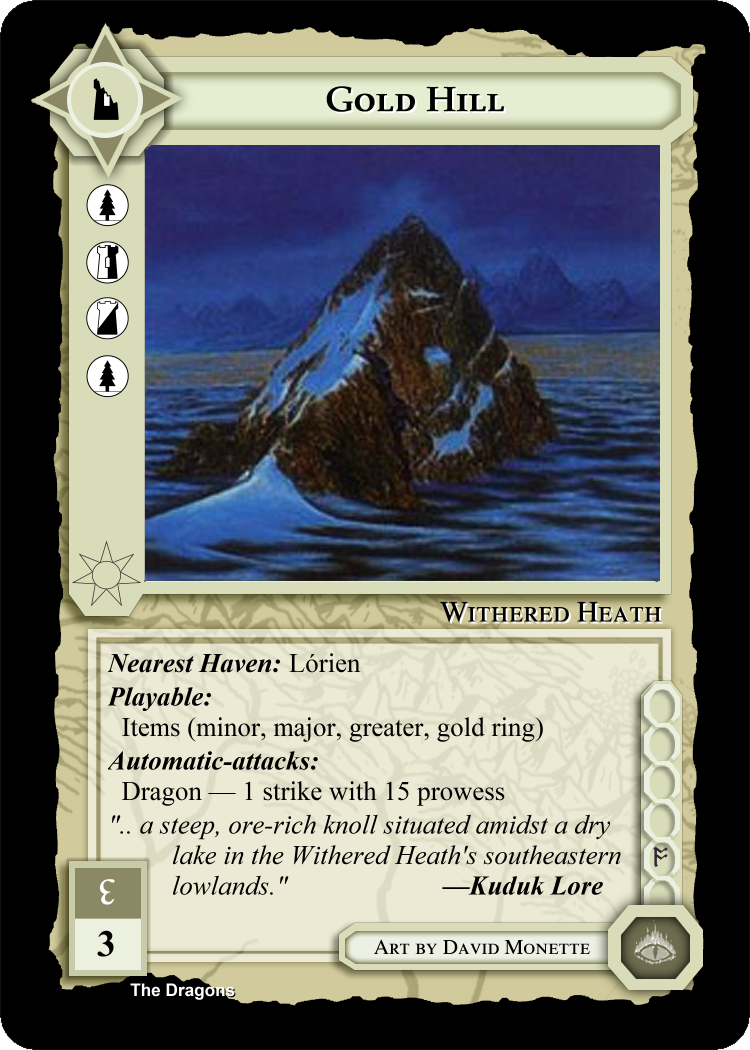 Gold Hill
Withered Heath
Nearest Haven: Lórien
Playable:
Items (minor, major, greater, gold ring)
Automatic-attacks:
Dragon — 1 strike with 15 prowess
".. a steep, ore-rich knoll situated amidst a dry
lake in the Withered Heath's southeastern
lowlands." —Kuduk Lore
3
Art by David Monette
The Dragons